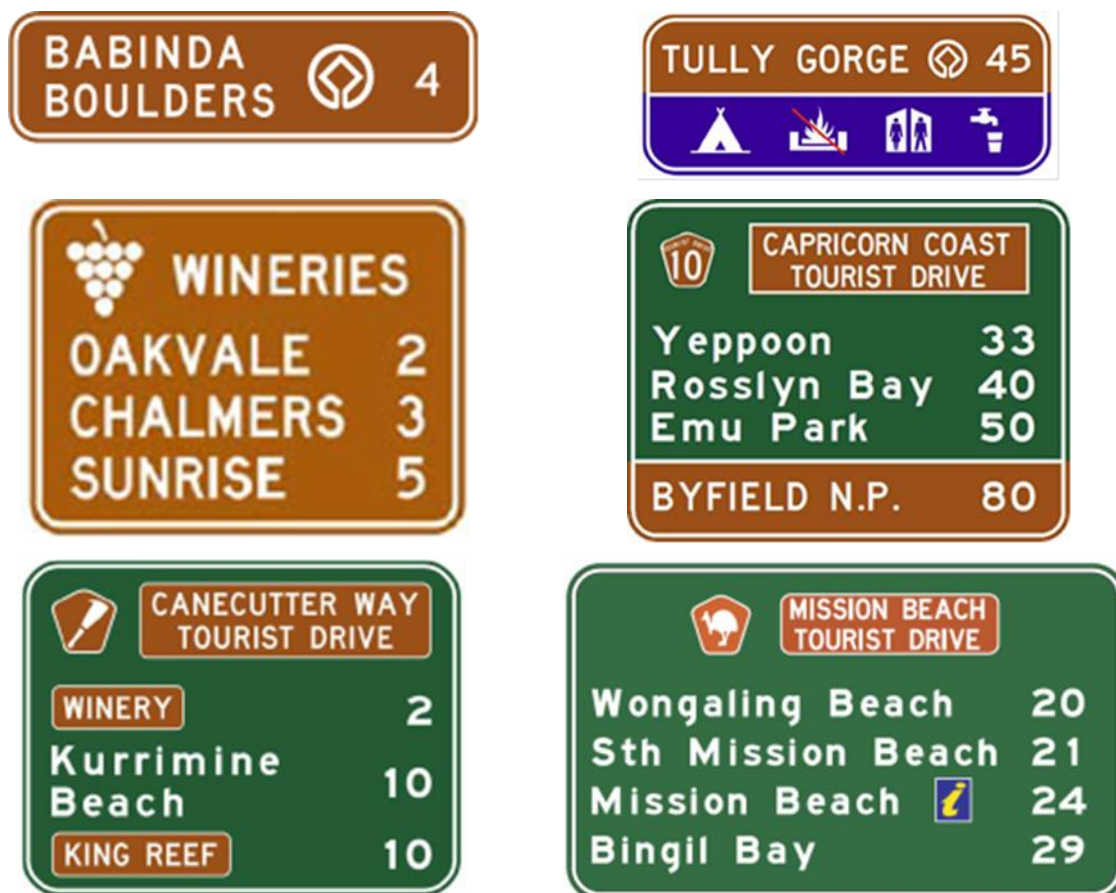 BABINDA
BOULDERS 4
TULLY GORGE 45
WINERIES
OAKVALE 2
CHALMERS 3
SUNRISE 5
TOURIST DRIVE
10
CAPRICORN COAST
TOURIST DRIVE
Yeppoon 33
Rosslyn Bay 40
Emu Park 50
BYFIELD N.P. 80
CANECUTTER WAY
TOURIST DRIVE
WINERY 2
Kurrimine
Beach 10
KING REEF 10
MISSION BEACH
TOURIST DRIVE
Wongaling Beach 20
Sth Mission Beach 21
Mission Beach i 24
Bingil Bay 29